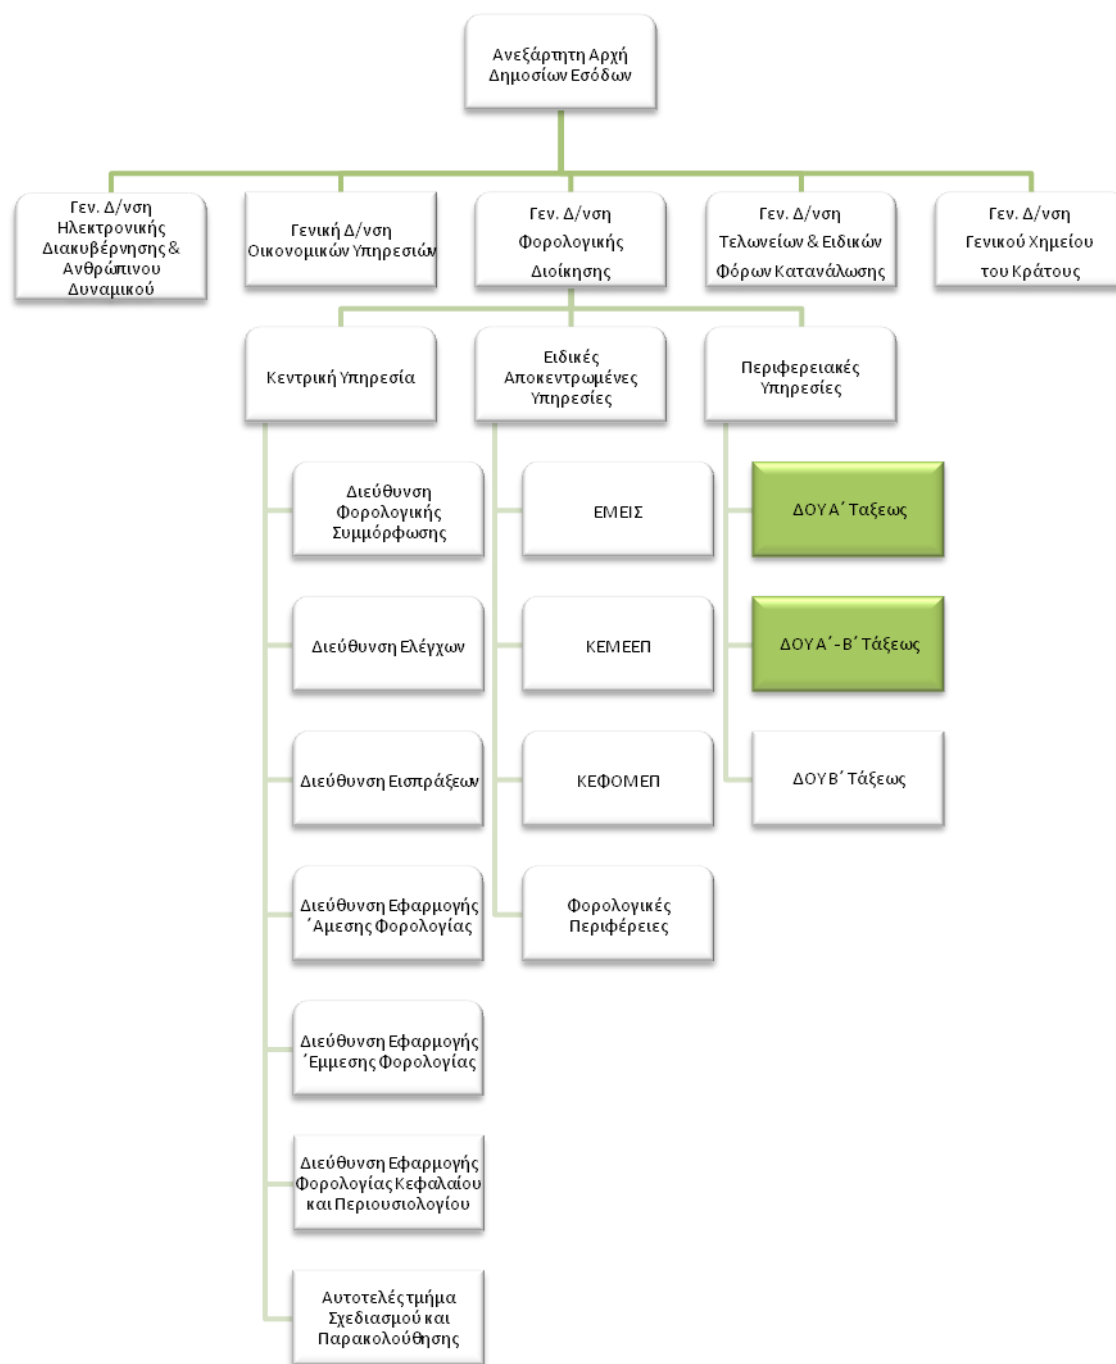 Ανεξάρτητη Αρχή
Δημοσίων Εσόδων
Γεν. Δ/νση
Ηλεκτρονικής
Διακυβέρνησης &
Ανθρώπινου
Δυναμικού
Γενική Δ/νση
Οικονομικών Υπηρεσιών
Γεν. Δ/νση
Φορολογικής
Διοίκησης
Γεν. Δ/νση
Τελωνείων & Ειδικών
Φόρων Κατανάλωσης
Γεν. Δ/νση
Γενικού Χημείου
του Κράτους
Κεντρική Υπηρεσία
Ειδικές
Αποκεντρωμένες
Υπηρεσίες
Περιφερειακές
Υπηρεσίες
Διεύθυνση
Φορολογικής
Συμμόρφωσης
ΕΜΕΙΣ
ΔΟΥ Α΄ Ταξεως
Διεύθυνση Ελέγχων
ΚΕΜΕΕΠ
ΔΟΥ Α΄-Β΄ Τάξεως
Διεύθυνση Εισπράξεων
ΚΕΦΟΜΕΠ
ΔΟΥ Β΄ Τάξεως
Διεύθυνση Εφαρμογής
΄Αμεσης Φορολογίας
Φορολογικές
Περιφέρειες
Διεύθυνση Εφαρμογής
΄Εμμεσης Φορολογίας
Διεύθυνση Εφαρμογής
Φορολογίας Κεφαλαίου
και Περιουσιολογίου
Αυτοτελές τμήμα
Σχεδιασμού και
Παρακολούθησης